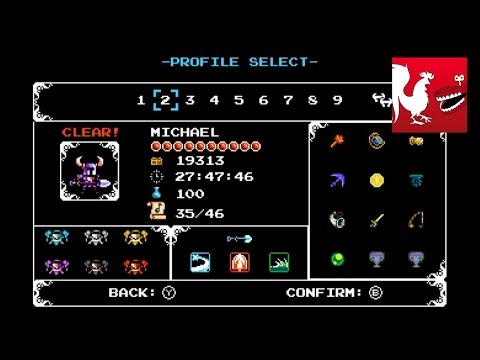 -PROFILE SELECT-
1 [2] 3 4 5 6 7 8 9
CLEAR! MICHAEL
19313
27:47:46
100
35/46
BACK: Y CONFIRM: B